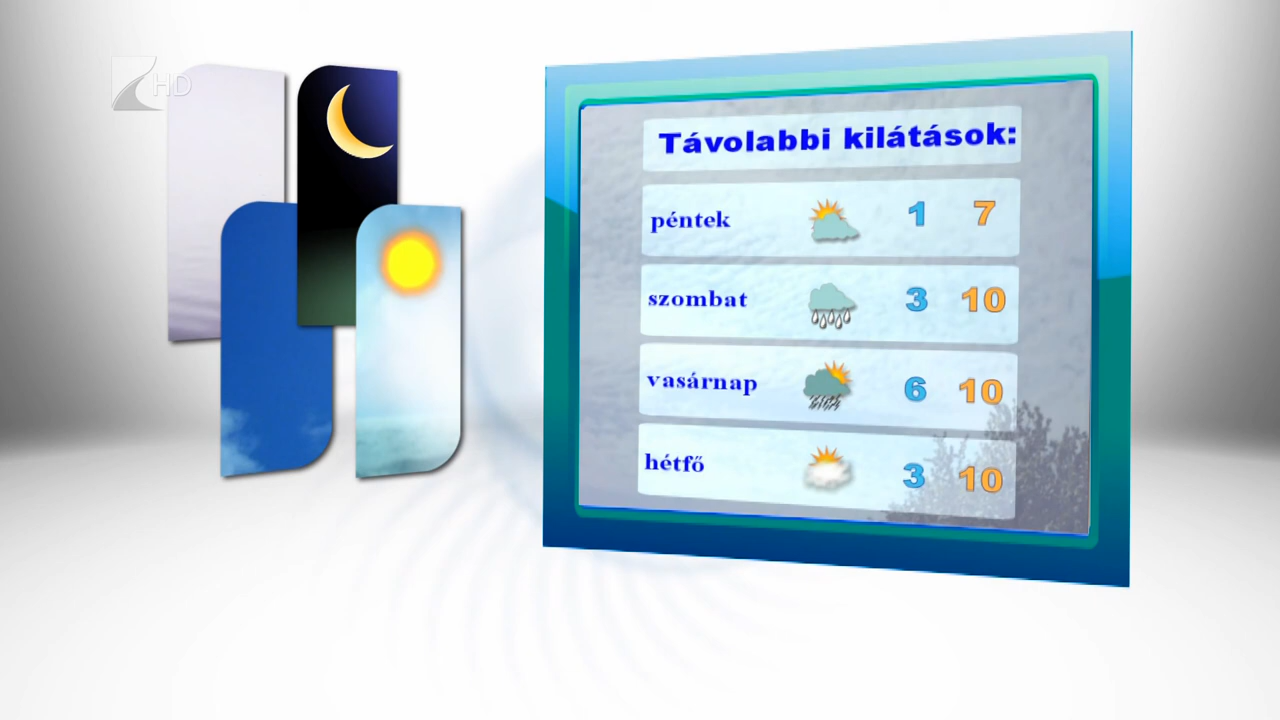 HD
Távolabbi kilátások:
péntek 1 7
szombat 3 10
vasárnap 6 10
hétfő 3 10